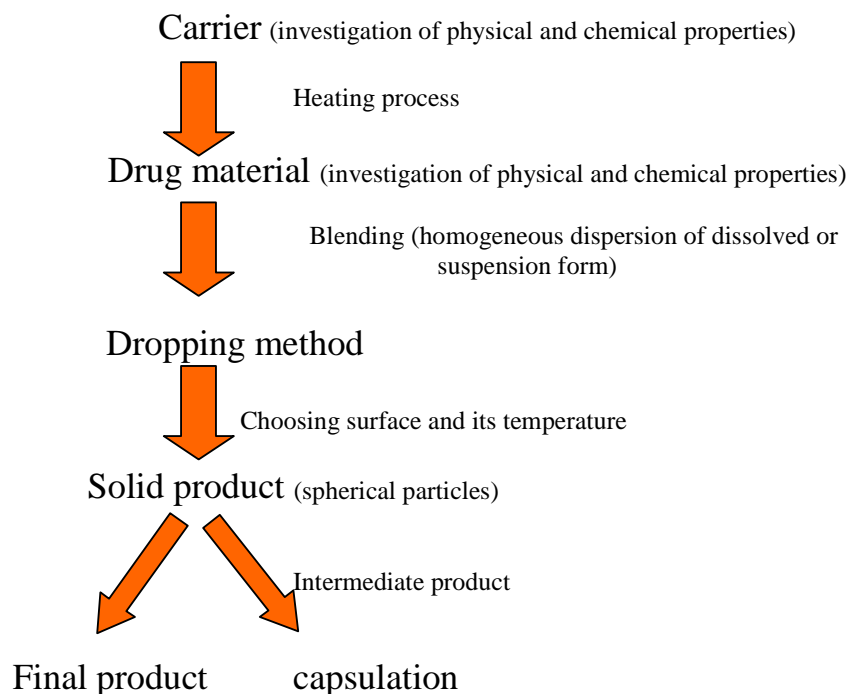 Carrier (investigation of physical and chemical properties)
Heating process
Drug material (investigation of physical and chemical properties)
Blending (homogeneous dispersion of dissolved or
suspension form)
Dropping method
Choosing surface and its temperature
Solid product (spherical particles)
Intermediate product
Final product capsulation